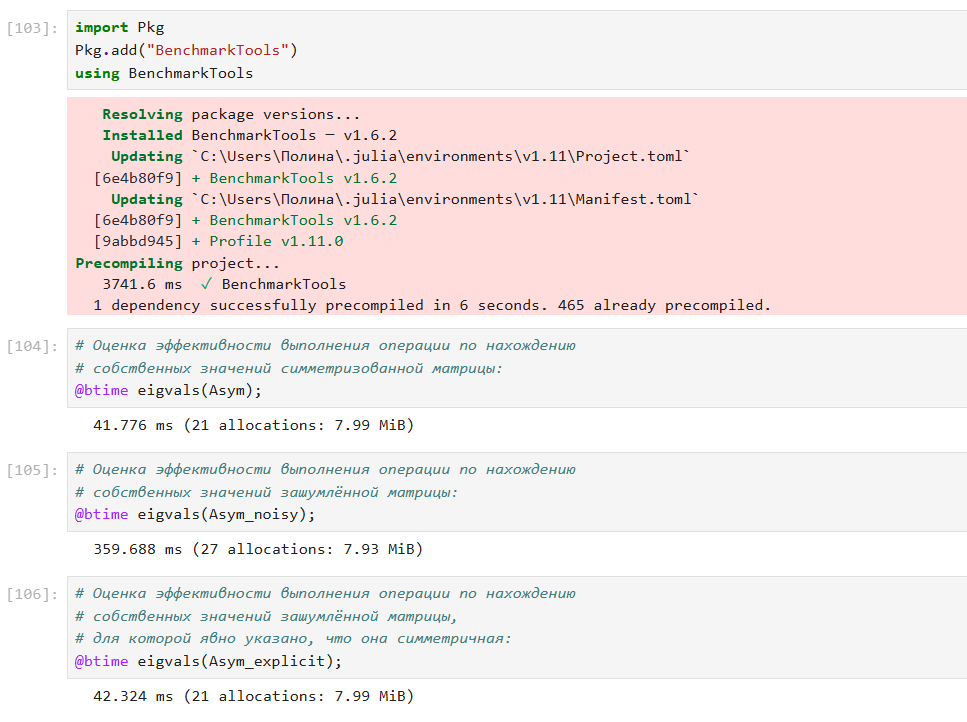 [103]: import Pkg
Pkg.add("BenchmarkTools")
using BenchmarkTools
Resolving package versions...
Installed BenchmarkTools ─ v1.6.2
Updating `C:\Users\Полина\.julia\environments\v1.11\Project.toml`
[6e4b80f9] + BenchmarkTools v1.6.2
Updating `C:\Users\Полина\.julia\environments\v1.11\Manifest.toml`
[6e4b80f9] + BenchmarkTools v1.6.2
[9abbd945] + Profile v1.11.0
Precompiling project...
3741.6 ms ✓ BenchmarkTools
1 dependency successfully precompiled in 6 seconds. 465 already precompiled.
[104]: # Оценка эффективности выполнения операции по нахождению
# собственных значений симметризованной матрицы:
@btime eigvals(Asym);
41.776 ms (21 allocations: 7.99 MiB)
[105]: # Оценка эффективности выполнения операции по нахождению
# собственных значений зашумлённой матрицы:
@btime eigvals(Asym_noisy);
359.688 ms (27 allocations: 7.93 MiB)
[106]: # Оценка эффективности выполнения операции по нахождению
# собственных значений зашумлённой матрицы,
# для которой явно указано, что она симметричная:
@btime eigvals(Asym_explicit);
42.324 ms (21 allocations: 7.99 MiB)